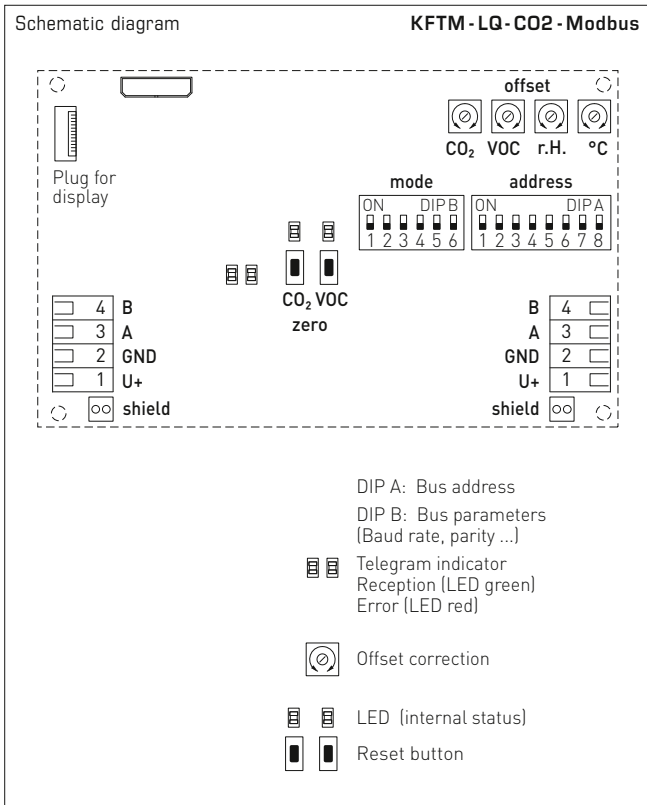 Schematic diagram
KFTM-LQ-CO2-Modbus
offset
CO₂ VOC r.H. °C
Plug for
display
mode
address
ON DIP B
1 2 3 4 5 6
ON DIP A
1 2 3 4 5 6 7 8
CO₂ VOC
zero
4 B
3 A
2 GND
1 U+
shield
B 4
A 3
GND 2
U+ 1
shield
DIP A: Bus address
DIP B: Bus parameters
(Baud rate, parity ...)
Telegram indicator
Reception (LED green)
Error (LED red)
Offset correction
LED (internal status)
Reset button